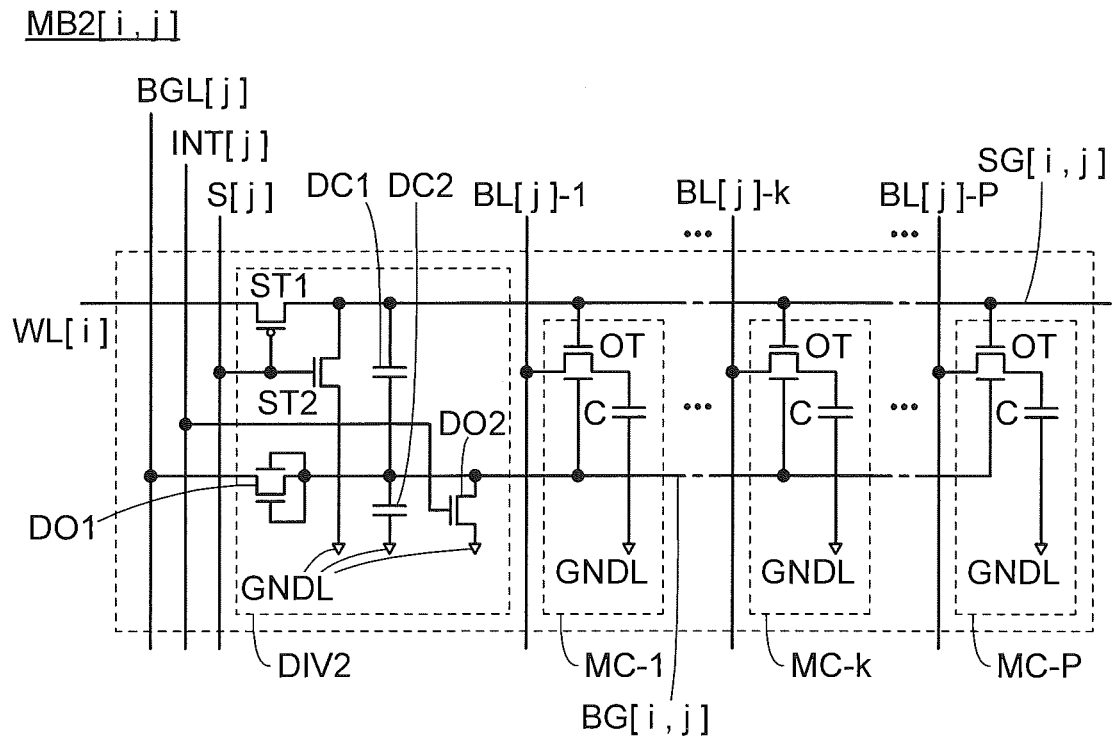 MB2[ i , j ]
BGL[ j ]
INT[ j ]
S[ j ]
DC1 DC2
BL[ j ]-1
BL[ j ]-k
BL[ j ]-P
SG[ i , j ]
•••
•••
ST1
WL[ i ]
OT
OT
OT
ST2
C
•••
C
•••
C
DO2
DO1
GNDL
GNDL
GNDL
GNDL
DIV2
MC-1
MC-k
MC-P
BG[ i , j ]